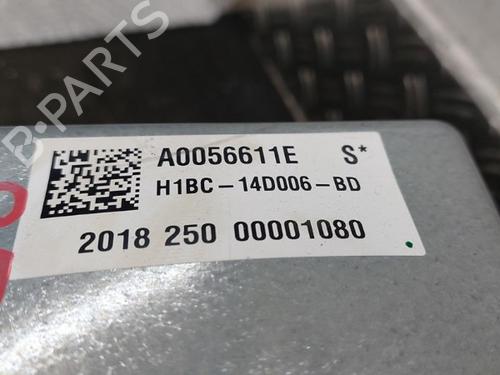 B-PARTS
A0056611E S*
H1BC-14D006-BD
2018 250 00001080